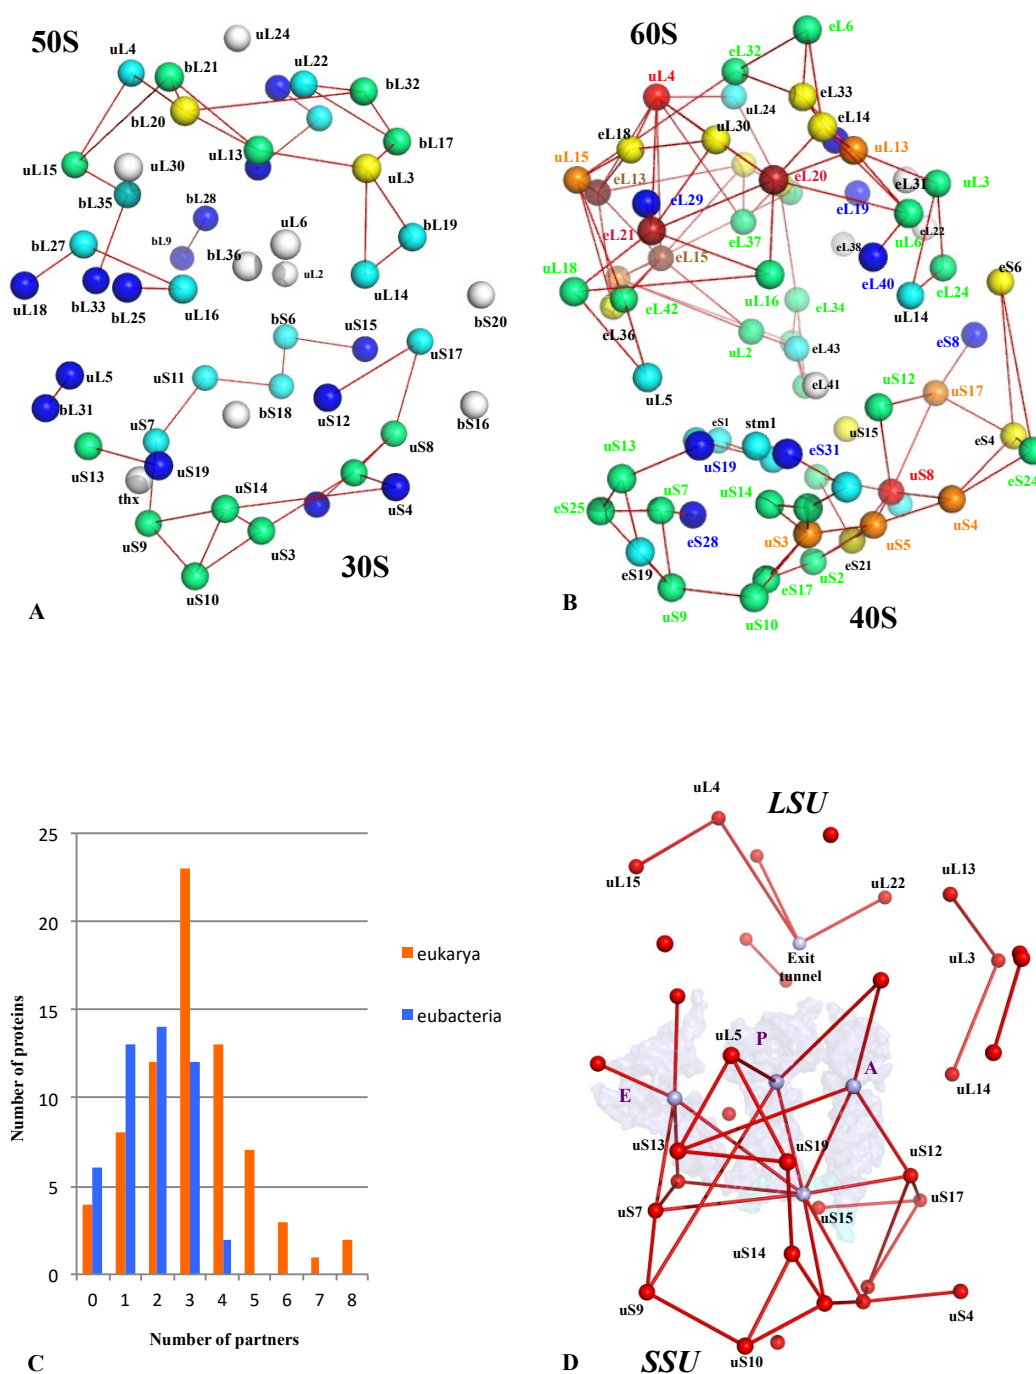 50S
uL24
uL4
bL21
uL22
bL32
bL20
bL17
uL15
uL13
uL30
uL3
bL35
bL28
bL19
bL27
uL6
bL9
bL36
uL2
uL18
bL33
bL25
uL16
uL14
bS20
bS6
uS15
uS17
uS11
uL5
bL31
bS18
uS12
bS16
uS7
uS8
uS13
uS19
thx
uS14
uS4
uS9
uS3
uS10
30S
A
60S
eL6
eL32
uL4
uL24
eL33
eL14
eL18
uL30
uL13
uL15
eL13
eL20
eL31
uL3
eL29
eL19
eL21
eL37
uL6
eL22
eL38
eL15
uL18
uL16
eL40
eL24
eS6
eL42
eL34
uL14
eL36
uL2
eL43
eS8
eL41
uL5
uS12
uS17
uS13
eS1
stm1
uS15
eS4
uS19
eS31
uS8
eS24
eS25
uS7
uS14
uS4
eS28
uS3
uS5
eS19
eS21
uS2
eS17
uS9
uS10
40S
B
25
20
15
10
5
0
Number of proteins
eukarya
eubacteria
0 1 2 3 4 5 6 7 8
Number of partners
C
uL4
LSU
uL15
uL22
uL13
Exit
tunnel
uL3
uL5
P
A
E
uL14
uS13
uS19
uS12
uS17
uS7
uS15
uS14
uS9
uS4
uS10
SSU
D